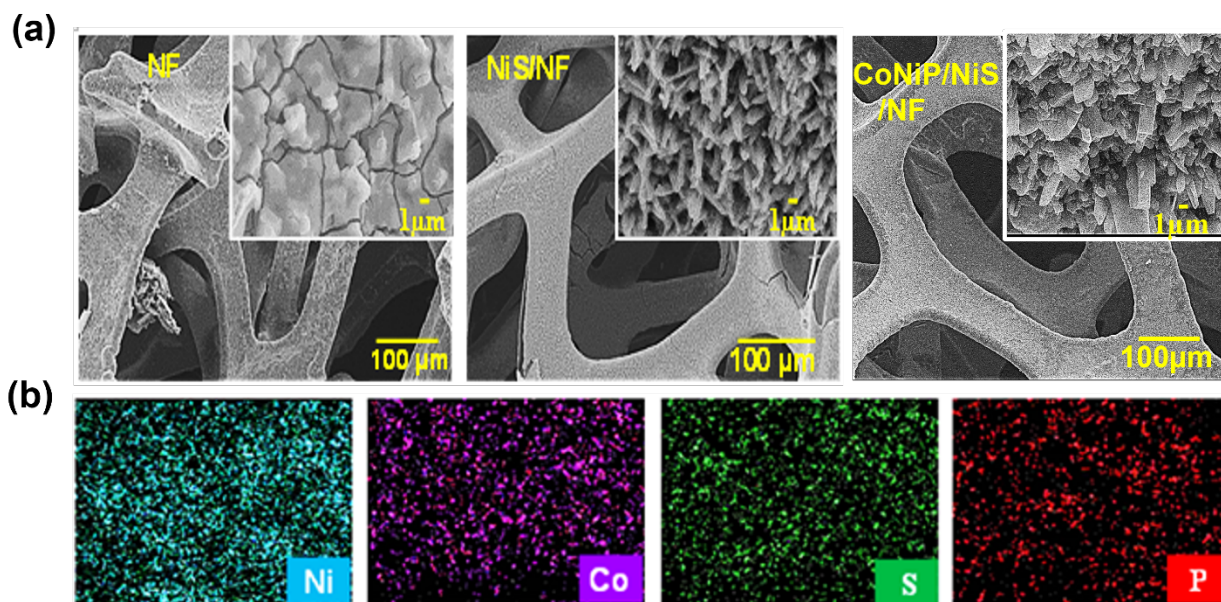 (a)
NF
1μm
100 μm
NiS/NF
1μm
100 μm
CoNiP/NiS
/NF
1μm
100μm
(b)
Ni
Co
S
P